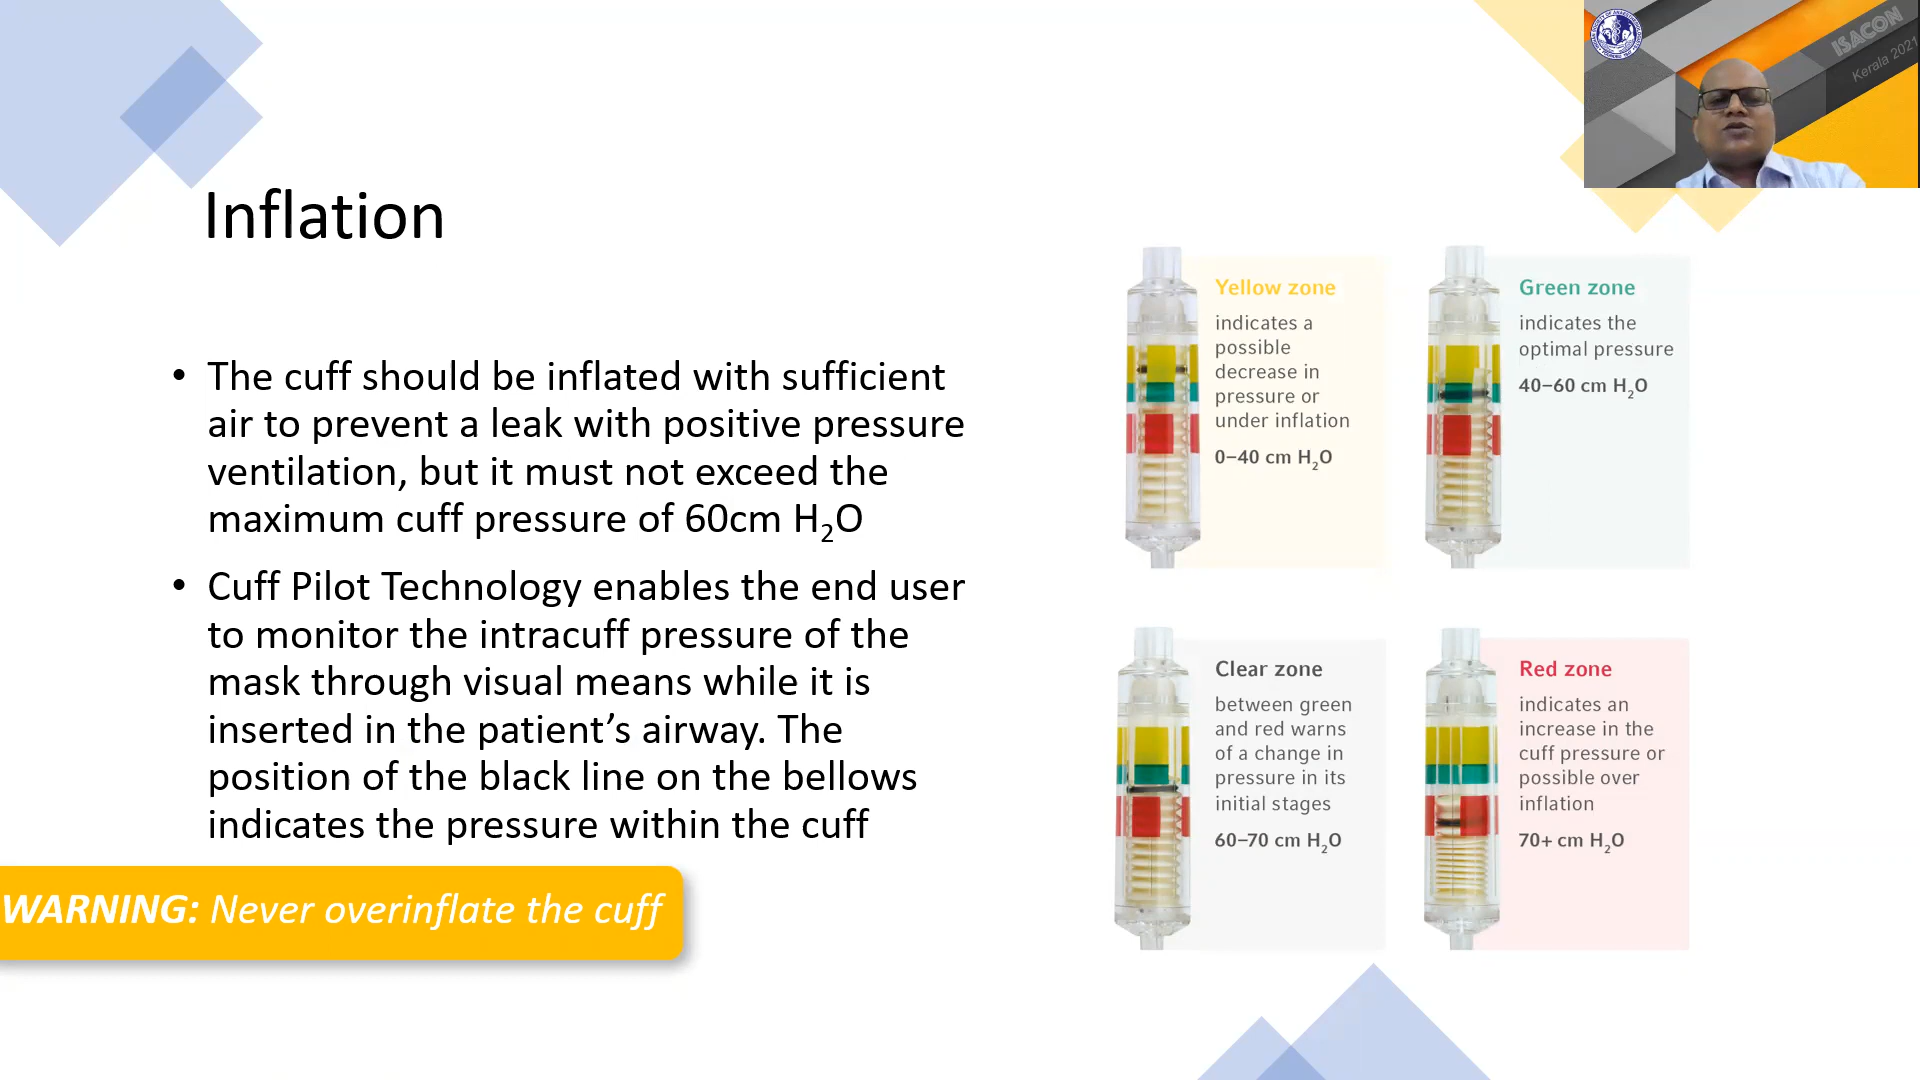 ISACON
Kerala 2021
Inflation
• The cuff should be inflated with sufficient
air to prevent a leak with positive pressure
ventilation, but it must not exceed the
maximum cuff pressure of 60cm H₂O
• Cuff Pilot Technology enables the end user
to monitor the intracuff pressure of the
mask through visual means while it is
inserted in the patient’s airway. The
position of the black line on the bellows
indicates the pressure within the cuff
WARNING: Never overinflate the cuff
Yellow zone
indicates a
possible
decrease in
pressure or
under inflation
0–40 cm H₂O
Green zone
indicates the
optimal pressure
40–60 cm H₂O
Clear zone
between green
and red warns
of a change in
pressure in its
initial stages
60–70 cm H₂O
Red zone
indicates an
increase in the
cuff pressure or
possible over
inflation
70+ cm H₂O